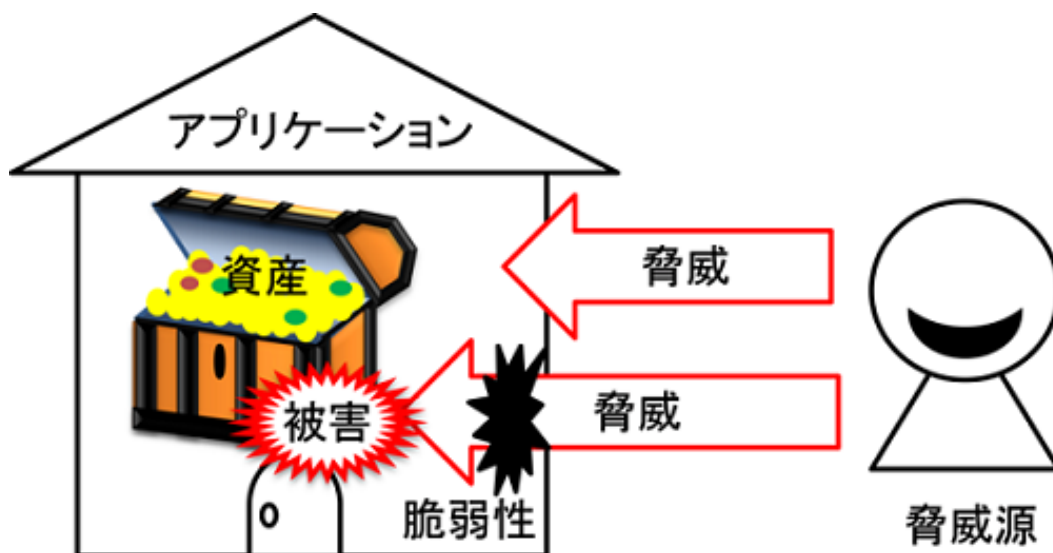 アプリケーション
資産
脅威
被害
脅威
脆弱性
脅威源